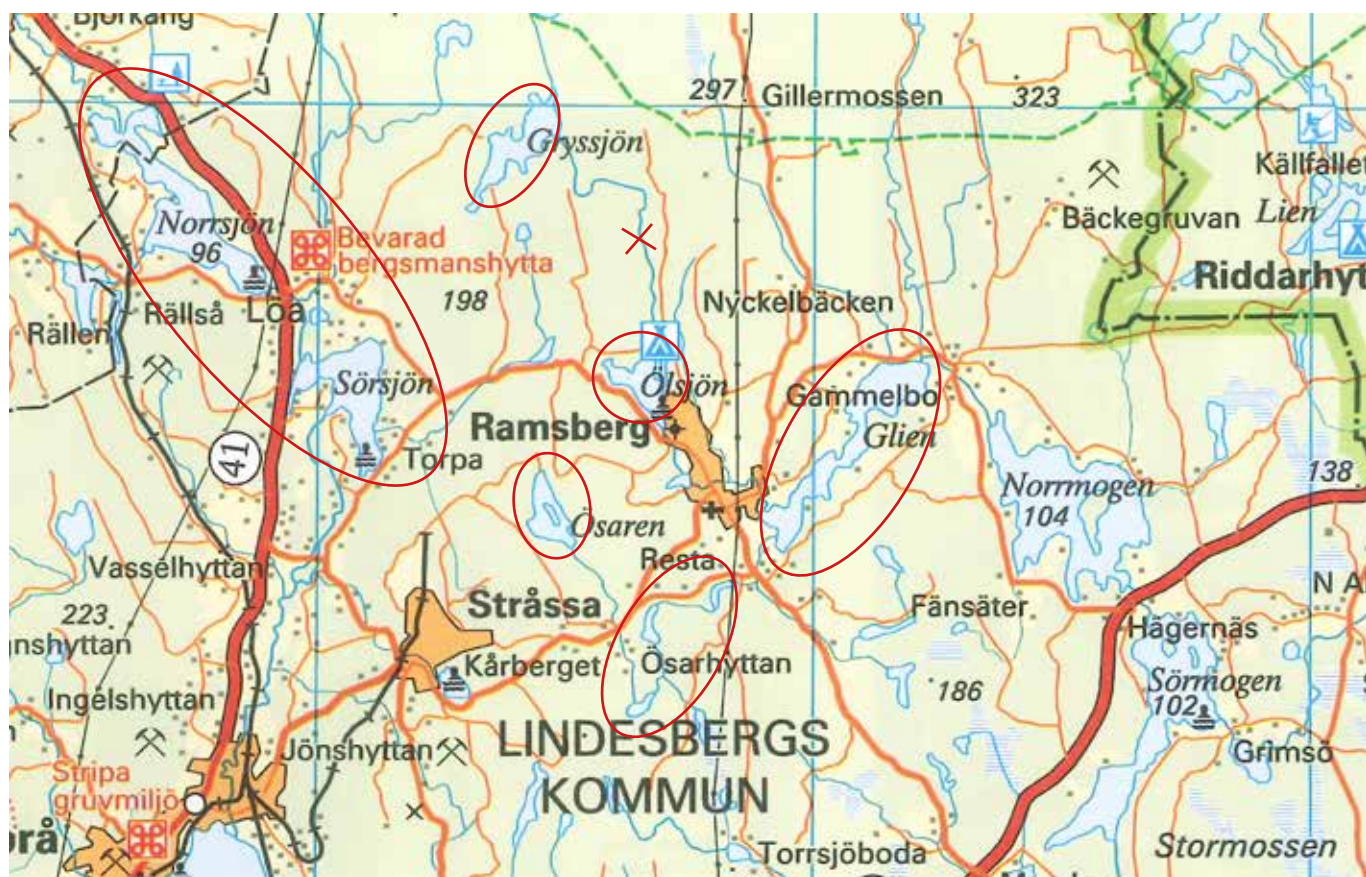 Björkäng
297
Gillermossen
323
Gryssjön
Källfallet
Bäckegruvan
Lien
Norrsjön
96
Bevarad
bergsmanshytta
Riddarhyt
198
Nyckelbäcken
Rällså
Löa
Rällen
Sörsjön
Ölsjön
Gammelbo
Ramsberg
Glien
41
Torpa
138
Norrmogen
104
Ösaren
Vasselhyttan
Resta
N A
Stråssa
Fänsäter
223
nshyttan
Hägernäs
Kårberget
Ösarhyttan
Sörmogen
102
186
Ingelshyttan
LINDESBERGS
KOMMUN
Jönshyttan
Grimsö
Stripa
gruvmiljö
rå
Torrsjöboda
Stormossen